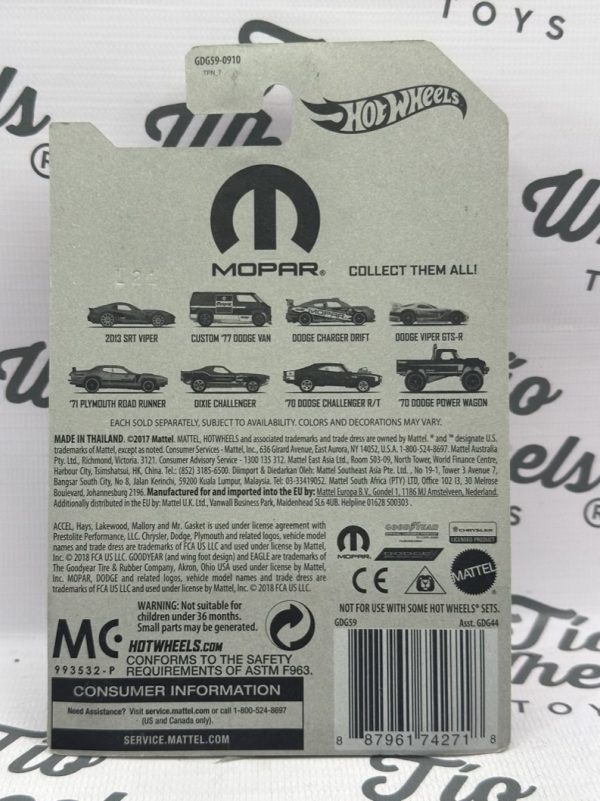 TOYS
GDG59-0910
TPN_T
Hot Wheels
MOPAR®
COLLECT THEM ALL!
2013 SRT VIPER
CUSTOM '77 DODGE VAN
DODGE CHARGER DRIFT
DODGE VIPER GTS-R
'71 PLYMOUTH ROAD RUNNER
DIXIE CHALLENGER
'70 DODGE CHARGER R/T
'70 DODGE POWER WAGON
EACH SOLD SEPARATELY, SUBJECT TO AVAILABILITY. COLORS AND DECORATIONS MAY VARY.
MADE IN THAILAND. ©2017 Mattel. MATTEL, HOTWHEELS and associated trademarks and trade dress are owned by Mattel. ® and ™ designate U.S.
trademarks of Mattel, except as noted. Consumer Services - Mattel, Inc., 636 Girard Avenue, East Aurora, NY 14052, U.S.A. 1-800-524-8697. Mattel Australia
Pty. Ltd., Richmond, Victoria. 3121. Consumer Advisory Service - 1300 135 312. Mattel East Asia Ltd., Room 503-09, North Tower, World Finance Centre,
Harbour City, Tsimshatsui, HK, China. Tel.: (852) 3185-6500. Diimport & Diedarkan Oleh: Mattel Southeast Asia Pte. Ltd., No 19-1, Tower 3 Avenue 7,
Bangsar South City, No 8, Jalan Kerinchi, 59200 Kuala Lumpur, Malaysia. Tel: 03-33419052. Mattel South Africa (PTY) LTD, Office 102 I3, 30 Melrose
Boulevard, Johannesburg 2196. Manufactured for and imported into the EU by: Mattel Europa B.V., Gondel 1, 1186 MJ Amstelveen, Nederland.
Additionally distributed in the EU by: Mattel U.K. Ltd., Vanwall Business Park, Maidenhead SL6 4UB. Helpline 01628 500303.
ACCEL, Hays, Lakewood, Mallory and Mr. Gasket is used under license agreement with
Prestolite Performance, LLC. Chrysler, Dodge, Plymouth and related logos, vehicle model
names and trade dress are trademarks of FCA US LLC and used under license by Mattel,
Inc. © 2018 FCA US LLC. GOODYEAR (and wing foot design) and EAGLE are trademarks of
The Goodyear Tire & Rubber Company, Akron, Ohio USA used under license by Mattel,
Inc. MOPAR, DODGE and related logos, vehicle model names and trade dress are
trademarks of FCA US LLC and used under license by Mattel, Inc. © 2018 FCA US LLC.
MOPAR
GOODYEAR
CHRYSLER
LICENSED PRODUCT
DODGE
CE
MATTEL
WARNING: Not suitable for
children under 36 months.
Small parts may be generated.
NOT FOR USE WITH SOME HOT WHEELS® SETS.
GDG59
Asst. GDG44
MC
993532-P
HOTWHEELS.COM
CONFORMS TO THE SAFETY
REQUIREMENTS OF ASTM F963.
CONSUMER INFORMATION
Need Assistance? Visit service.mattel.com or call 1-800-524-8697
(US and Canada only).
SERVICE.MATTEL.COM
8 87961 74271 8
Tio
Wheels
TOYS
Tio
Wheels